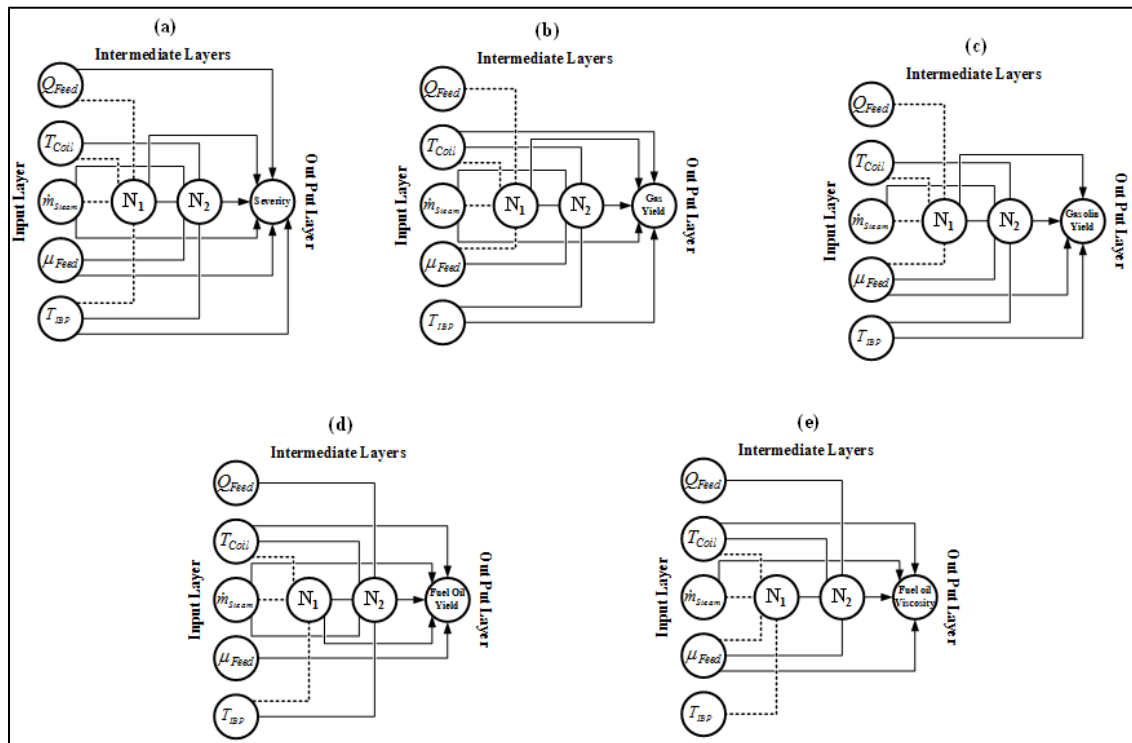 (a)
Intermediate Layers
Input Layer
Q_Feed
T_Coil
ṁ_Steam
μ_Feed
T_IBP
N₁
N₂
Severity
Out Put Layer
(b)
Intermediate Layers
Input Layer
Q_Feed
T_Coil
ṁ_Steam
μ_Feed
T_IBP
N₁
N₂
Gas
Yield
Out Put Layer
(c)
Intermediate Layers
Input Layer
Q_Feed
T_Coil
ṁ_Steam
μ_Feed
T_IBP
N₁
N₂
Gasolin
Yield
Out Put Layer
(d)
Intermediate Layers
Input Layer
Q_Feed
T_Coil
ṁ_Steam
μ_Feed
T_IBP
N₁
N₂
Fuel Oil
Yield
Out Put Layer
(e)
Intermediate Layers
Input Layer
Q_Feed
T_Coil
ṁ_Steam
μ_Feed
T_IBP
N₁
N₂
Fuel oil
Viscosity
Out Put Layer